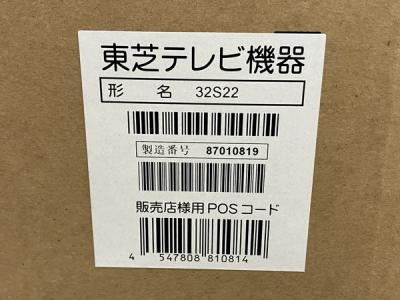 東芝テレビ機器
形 名 32S22
製造番号 87010819
販売店様用POSコード
4 547808 810814